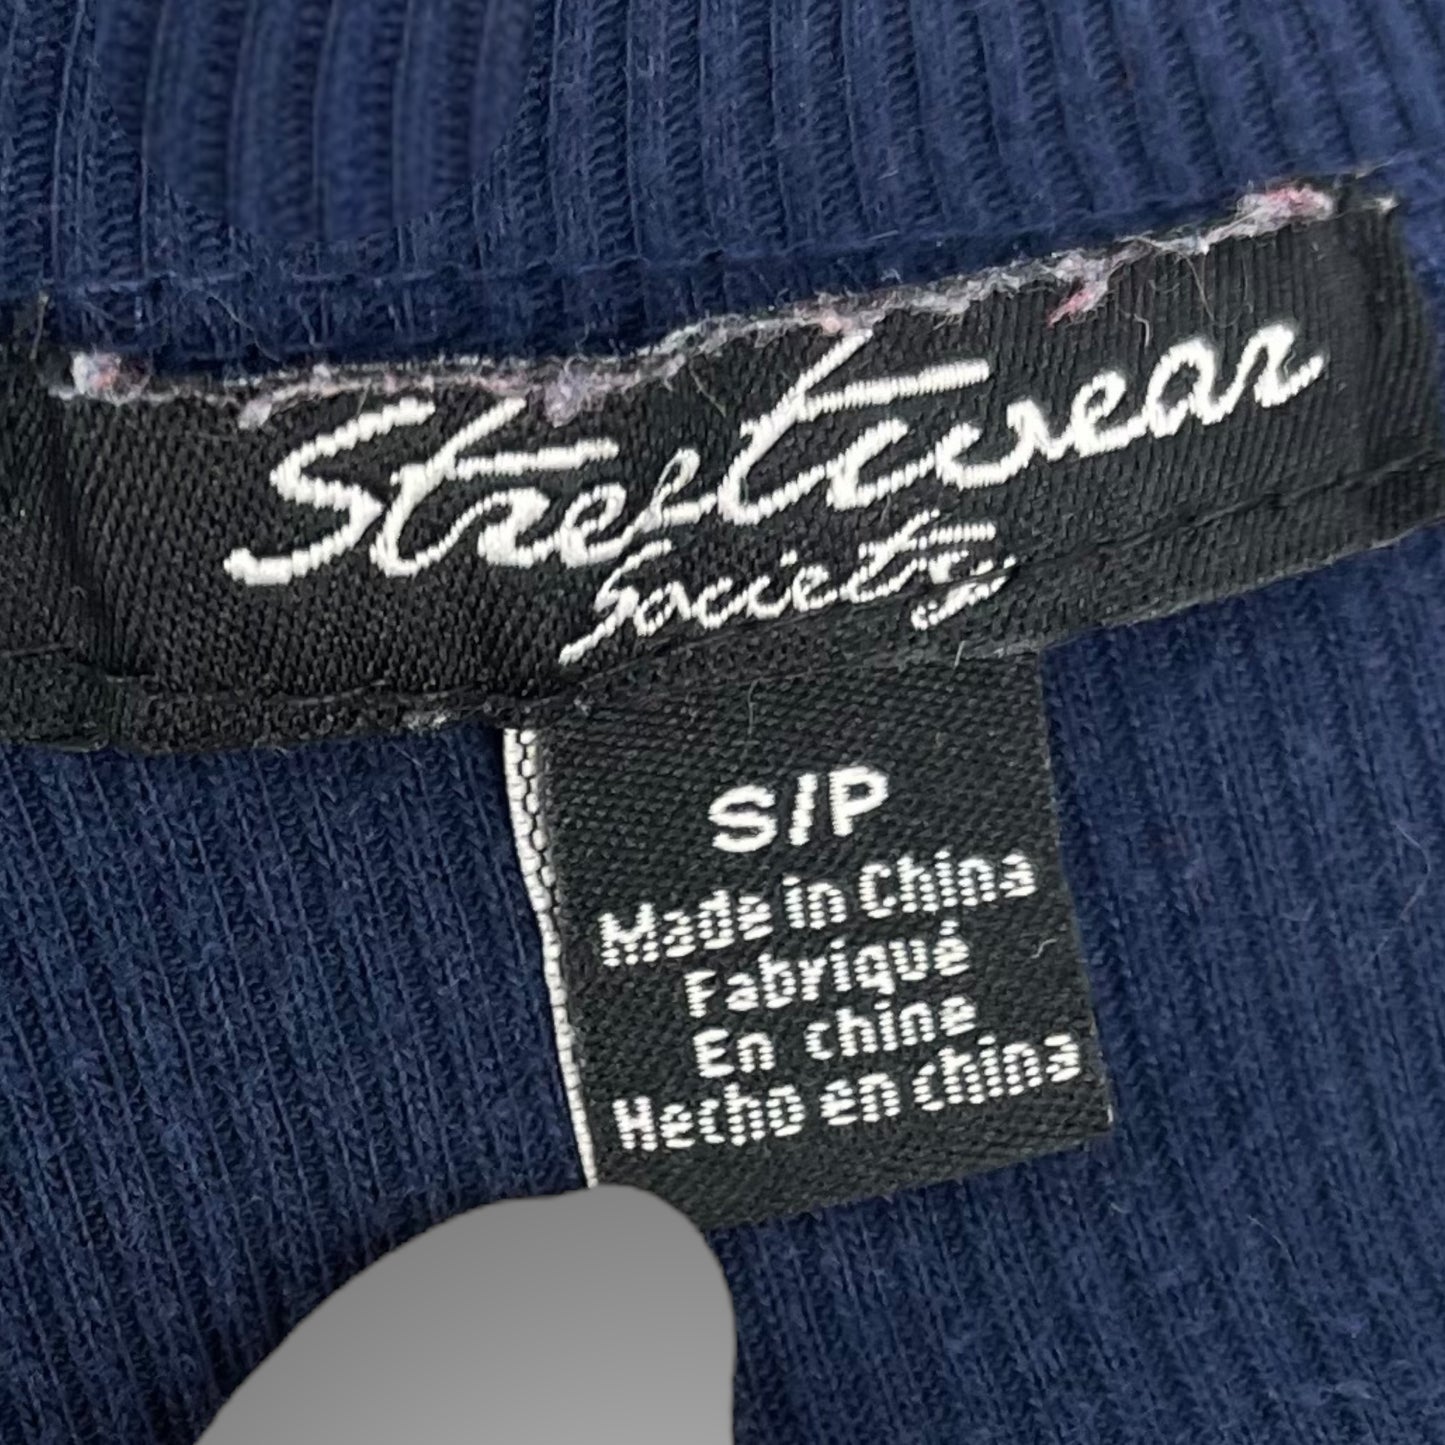 Streetwear
Society
S/P
Made in China
Fabriqué
En chine
Hecho en china